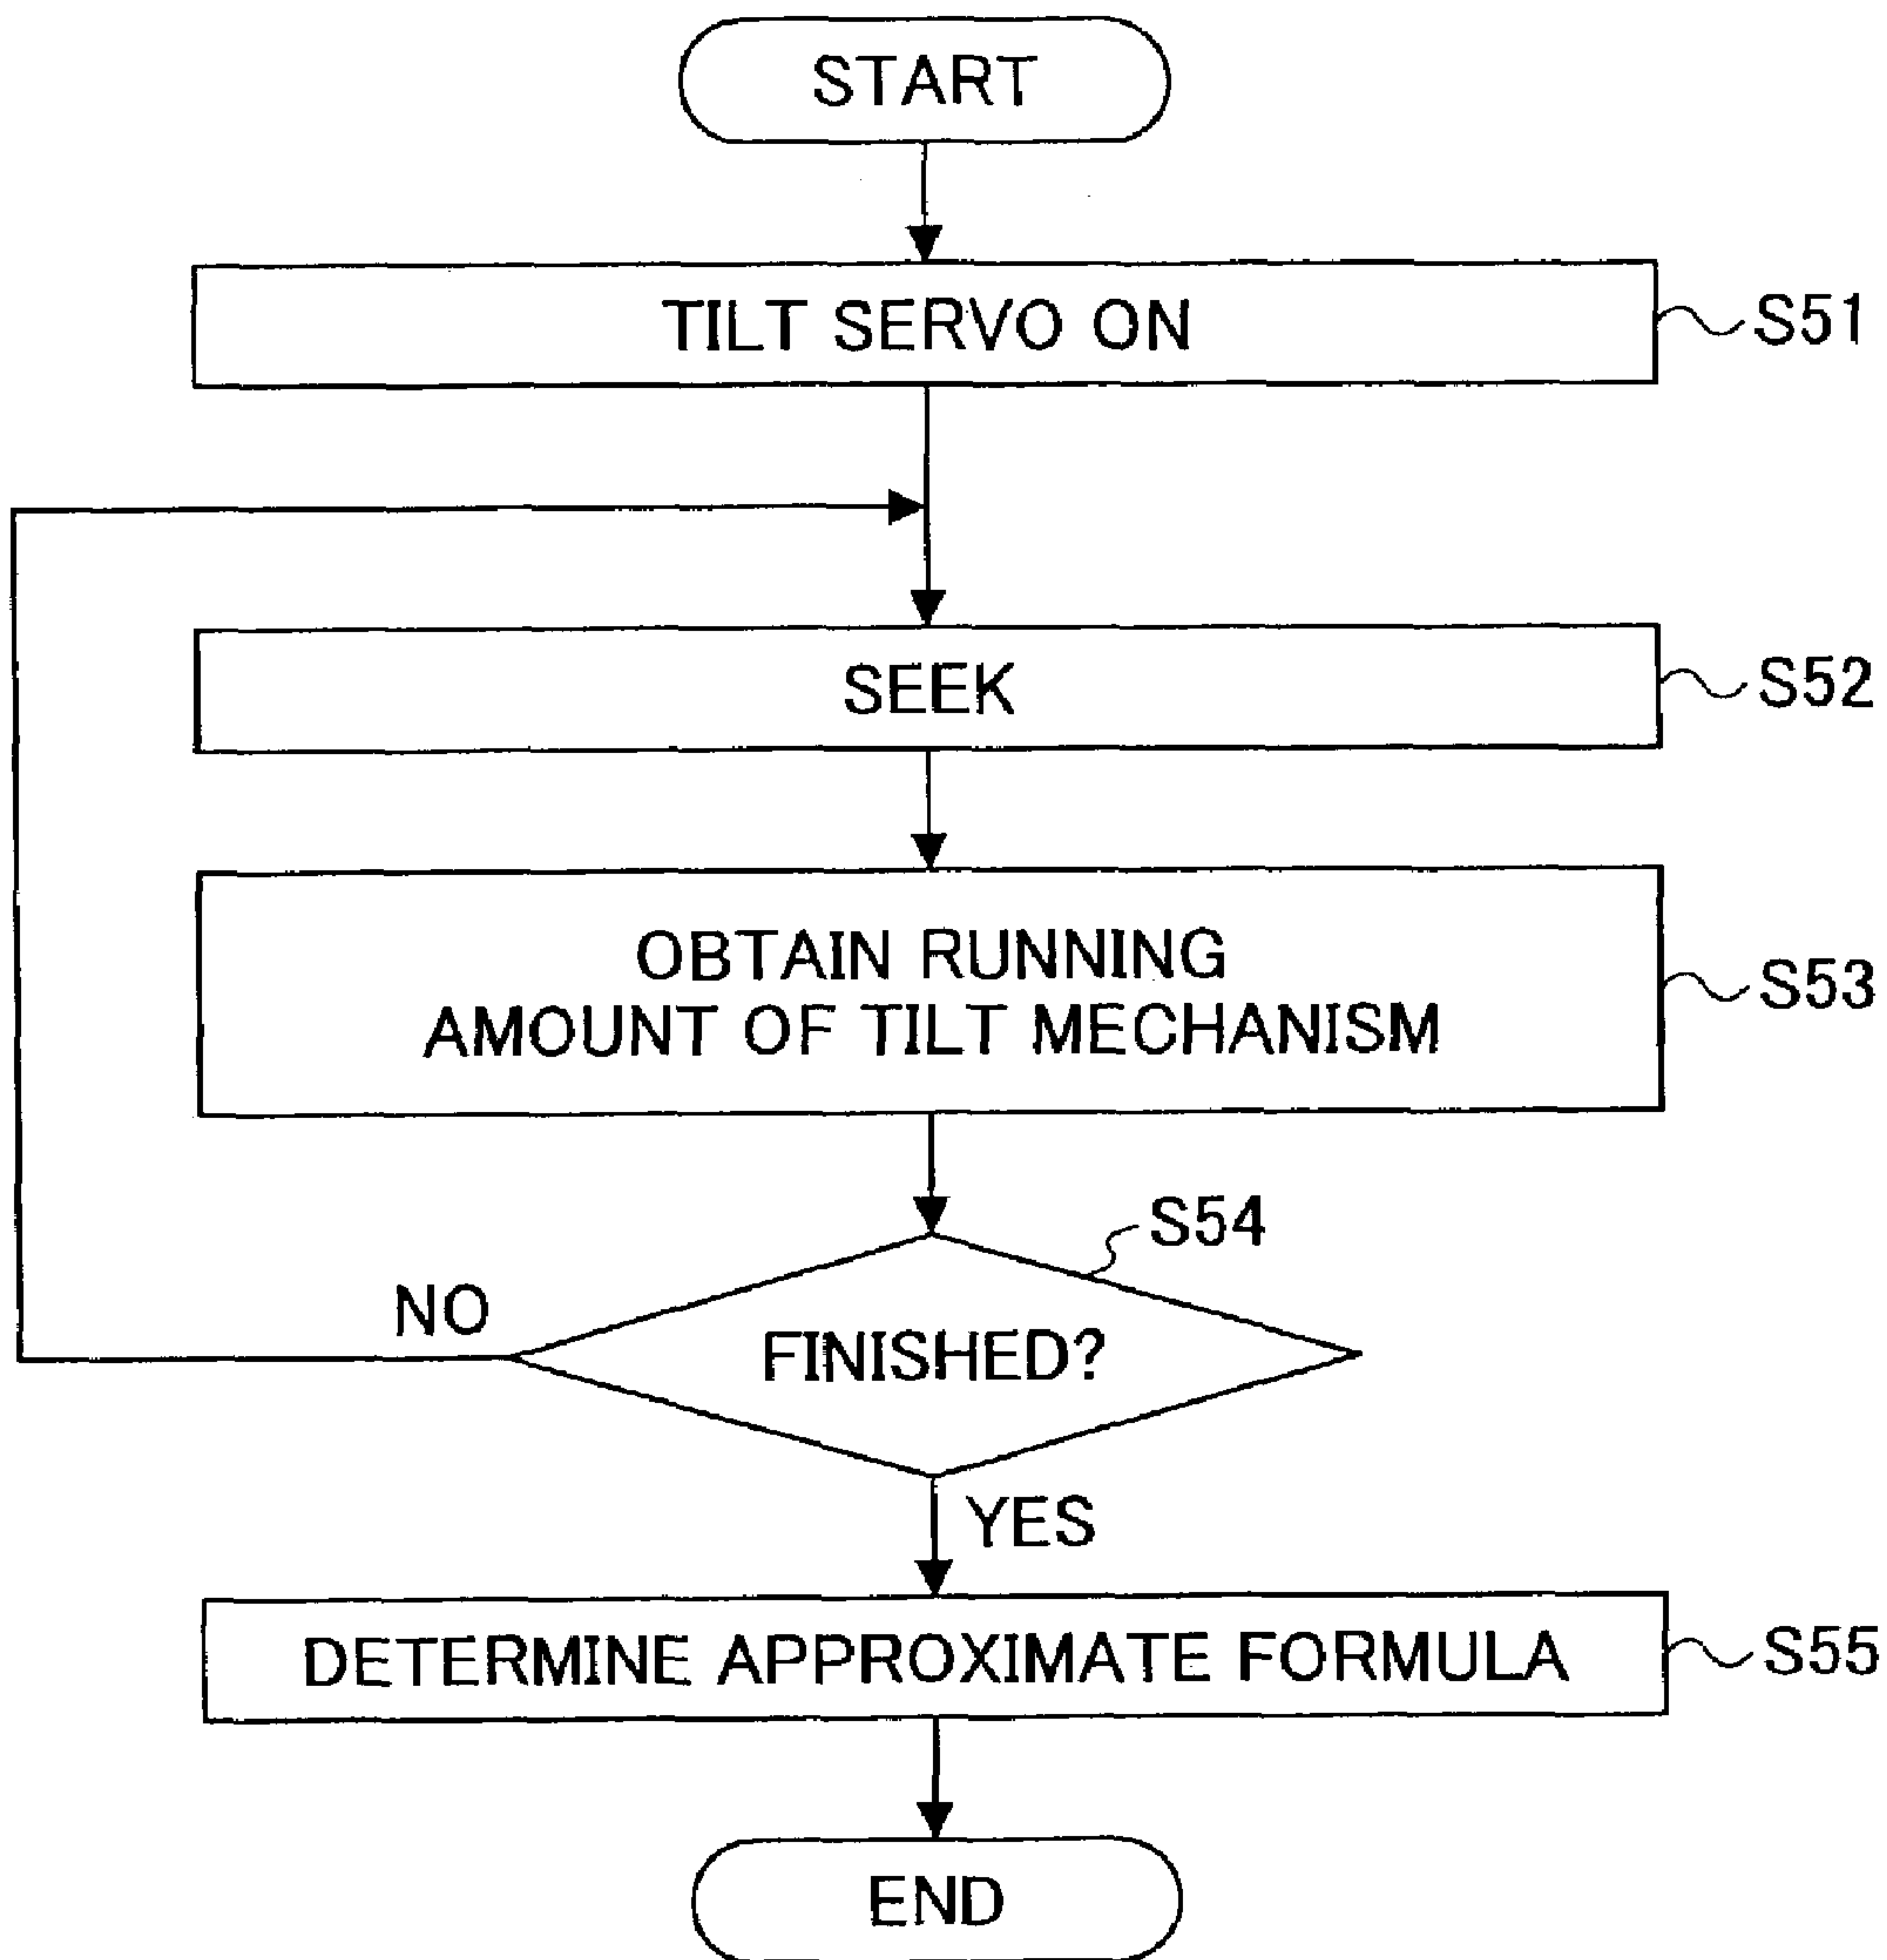 START
TILT SERVO ON
S51
SEEK
S52
OBTAIN RUNNING
AMOUNT OF TILT MECHANISM
S53
S54
NO
FINISHED?
YES
DETERMINE APPROXIMATE FORMULA
S55
END